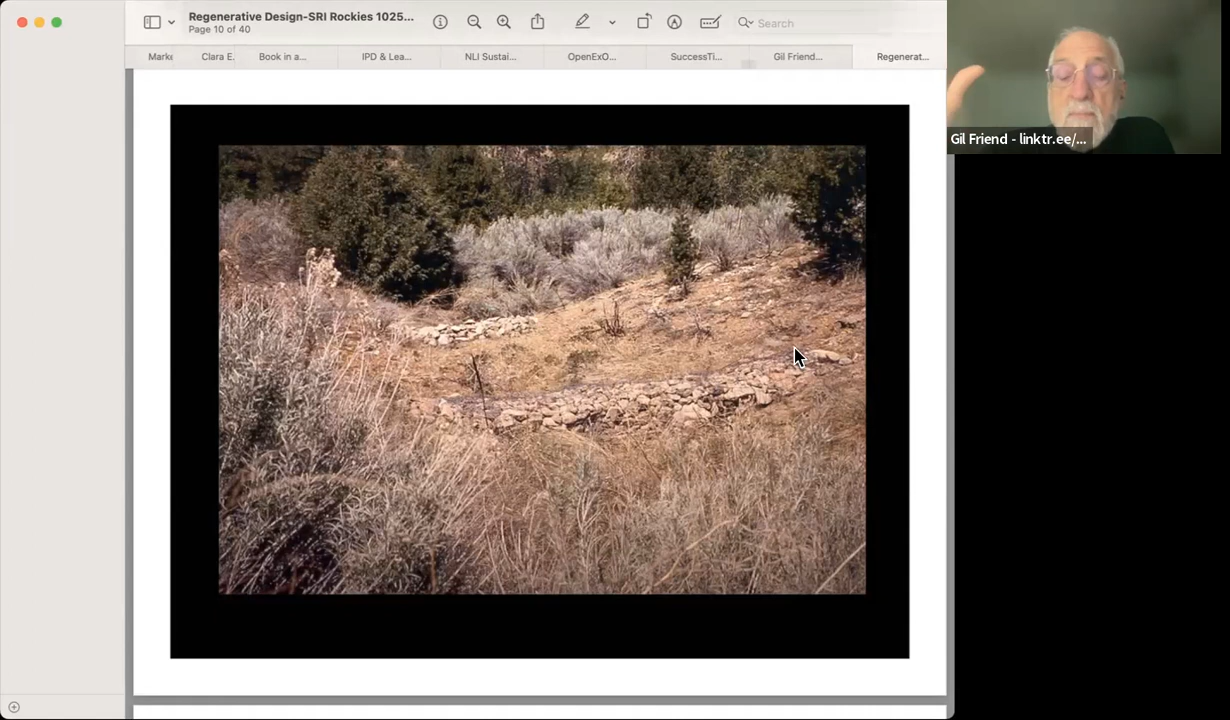 Regenerative Design-SRI Rockies 1025...
Page 10 of 40
Search
Marke
Clara E.
Book in a...
IPD & Lea...
NLI Sustai...
OpenExO...
SuccessTi...
Gil Friend...
Regenerat...
Gil Friend - linktr.ee/...